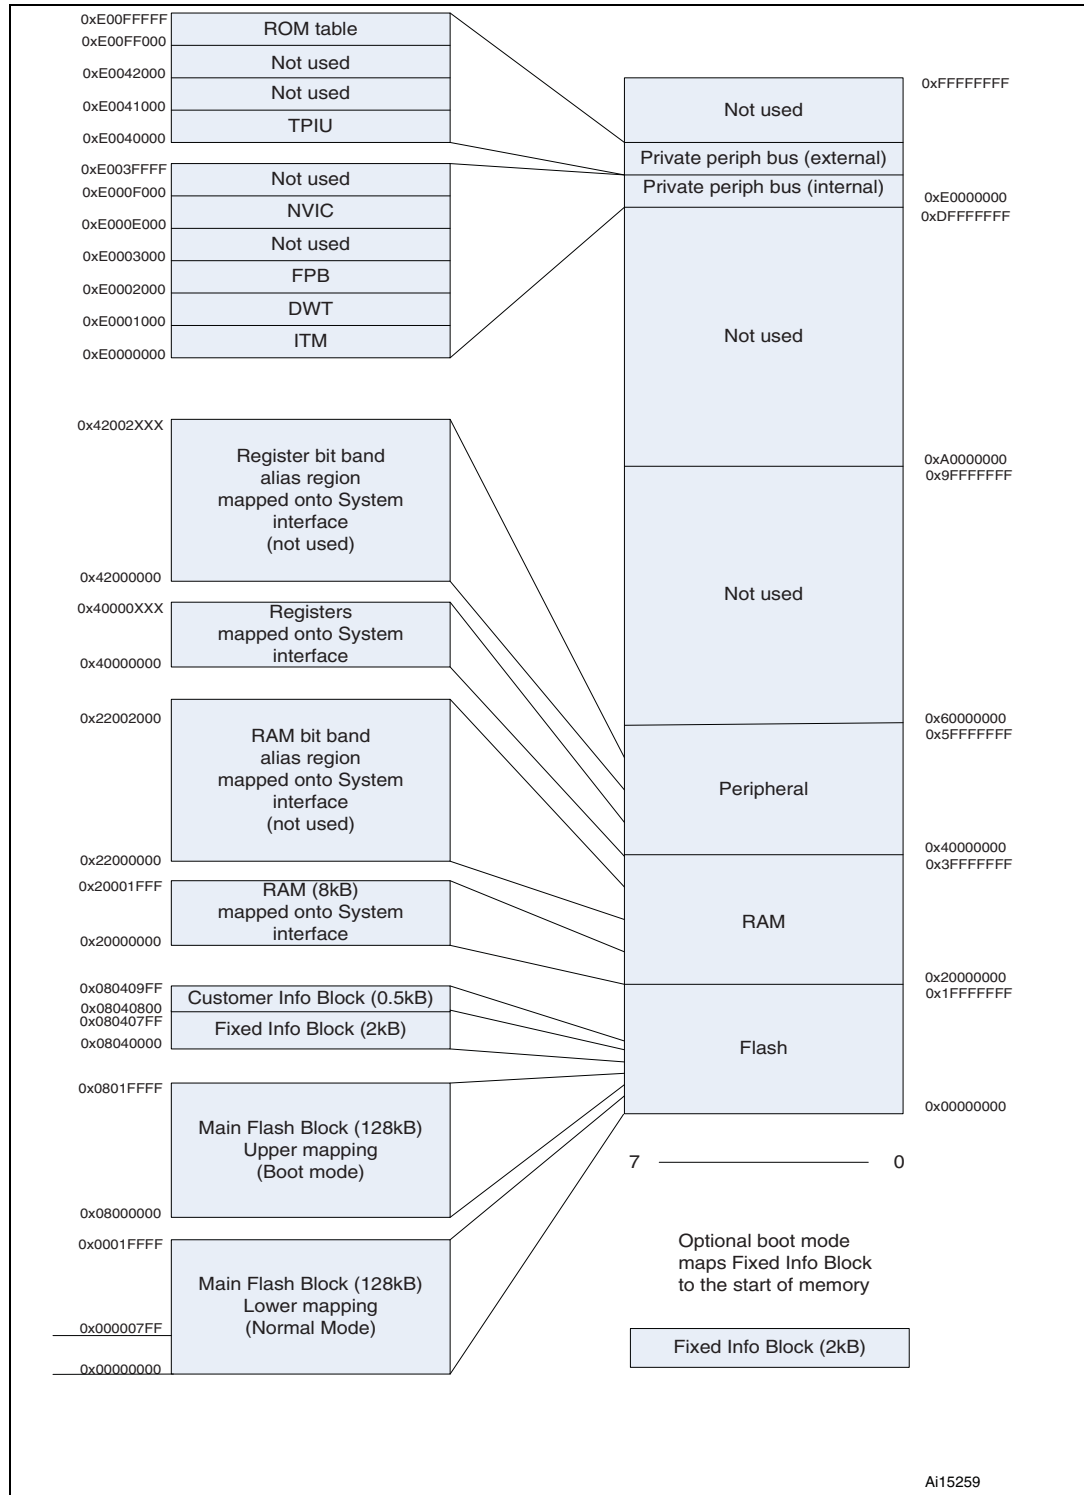 0xE00FFFFF
ROM table
0xE00FF000
Not used
0xE0042000
Not used
0xE0041000
TPIU
0xE0040000
0xE003FFFF
Not used
0xE000F000
NVIC
0xE000E000
Not used
0xE0003000
FPB
0xE0002000
DWT
0xE0001000
ITM
0xE0000000
0x42002XXX
Register bit band
alias region
mapped onto System
interface
(not used)
0x42000000
0x40000XXX
Registers
mapped onto System
interface
0x40000000
0x22002000
RAM bit band
alias region
mapped onto System
interface
(not used)
0x22000000
0x20001FFF
RAM (8kB)
mapped onto System
interface
0x20000000
0x080409FF
Customer Info Block (0.5kB)
0x08040800
0x080407FF
Fixed Info Block (2kB)
0x08040000
0x0801FFFF
Main Flash Block (128kB)
Upper mapping
(Boot mode)
0x08000000
0x0001FFFF
Main Flash Block (128kB)
Lower mapping
(Normal Mode)
0x000007FF
0x00000000
0xFFFFFFFF
Not used
Private periph bus (external)
Private periph bus (internal)
0xE0000000
0xDFFFFFFF
Not used
0xA0000000
0x9FFFFFFF
Not used
0x60000000
0x5FFFFFFF
Peripheral
0x40000000
0x3FFFFFFF
RAM
0x20000000
0x1FFFFFFF
Flash
0x00000000
7 0
Optional boot mode
maps Fixed Info Block
to the start of memory
Fixed Info Block (2kB)
Ai15259